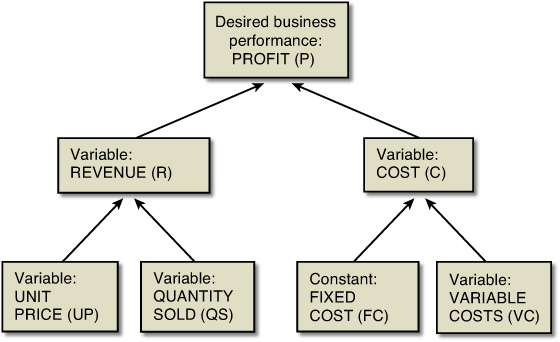 Desired business
performance:
PROFIT (P)
Variable:
REVENUE (R)
Variable:
COST (C)
Variable:
UNIT
PRICE (UP)
Variable:
QUANTITY
SOLD (QS)
Constant:
FIXED
COST (FC)
Variable:
VARIABLE
COSTS (VC)